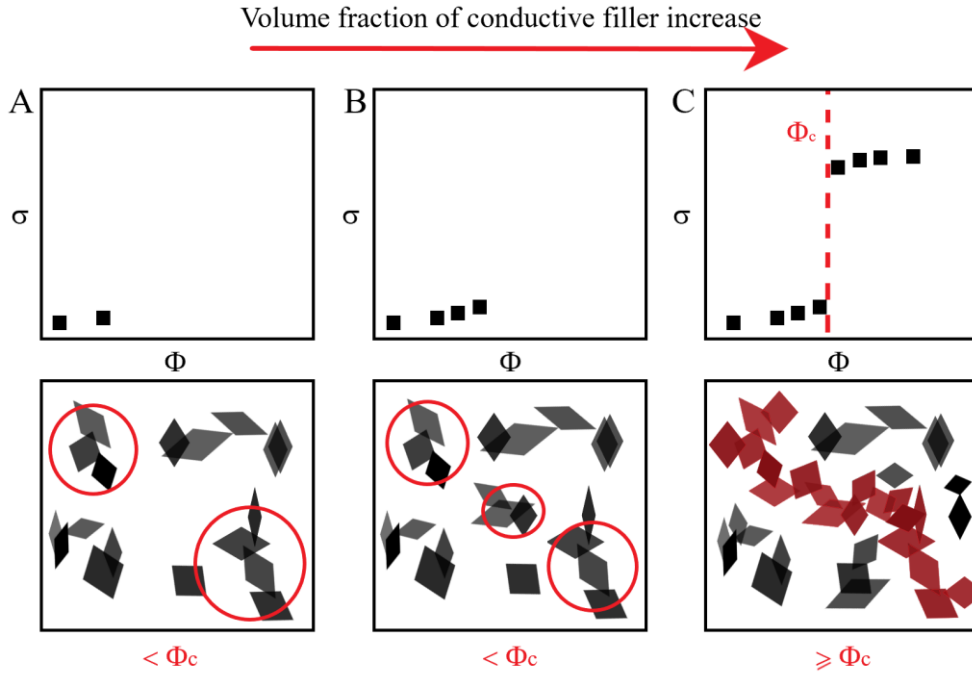 Volume fraction of conductive filler increase
A
B
C
Φc
σ
σ
σ
Φ
Φ
Φ
< Φc
< Φc
⩾ Φc